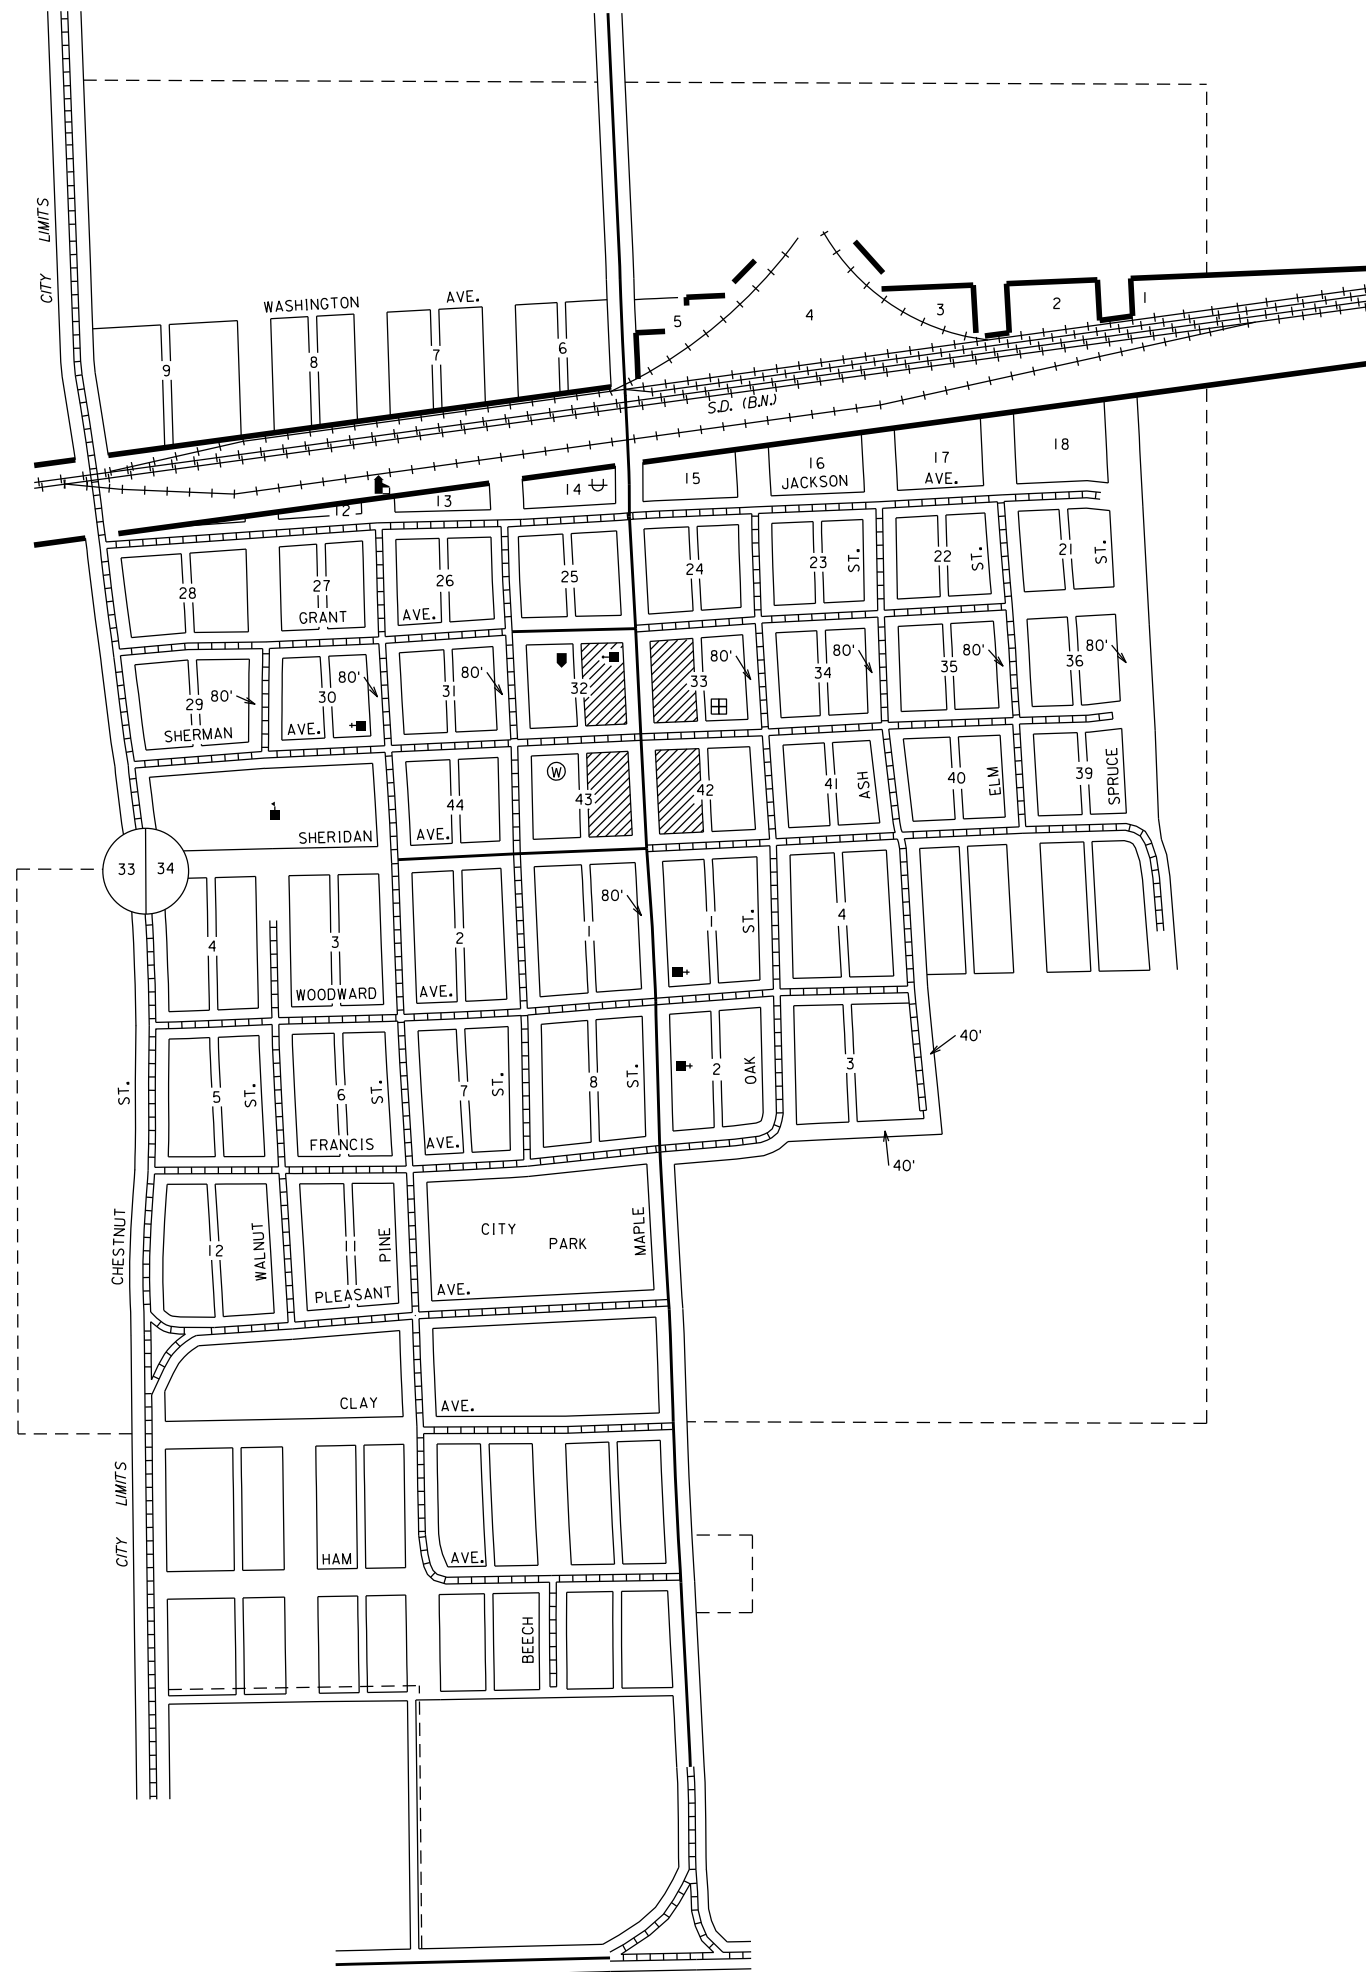 CITY LIMITS
WASHINGTON AVE.
9
8
7
6
5
4
3
2
1
S.D. (B.N.)
12
13
14
15
16
17
18
JACKSON AVE.
28
27
26
25
24
23
22
21
ST.
ST.
ST.
GRANT AVE.
29
30
31
32
33
34
35
36
80'
80'
80'
80'
80'
80'
80'
SHERMAN AVE.
44
43
42
41
40
39
W
ASH
ELM
SPRUCE
SHERIDAN AVE.
33 34
4
3
2
1
1
4
80'
ST.
WOODWARD AVE.
5
6
7
8
2
3
ST.
ST.
ST.
ST.
ST.
OAK
40'
40'
FRANCIS AVE.
CHESTNUT
12
WALNUT
11
PINE
CITY PARK
MAPLE
PLEASANT AVE.
CLAY AVE.
CITY LIMITS
HAM AVE.
BEECH